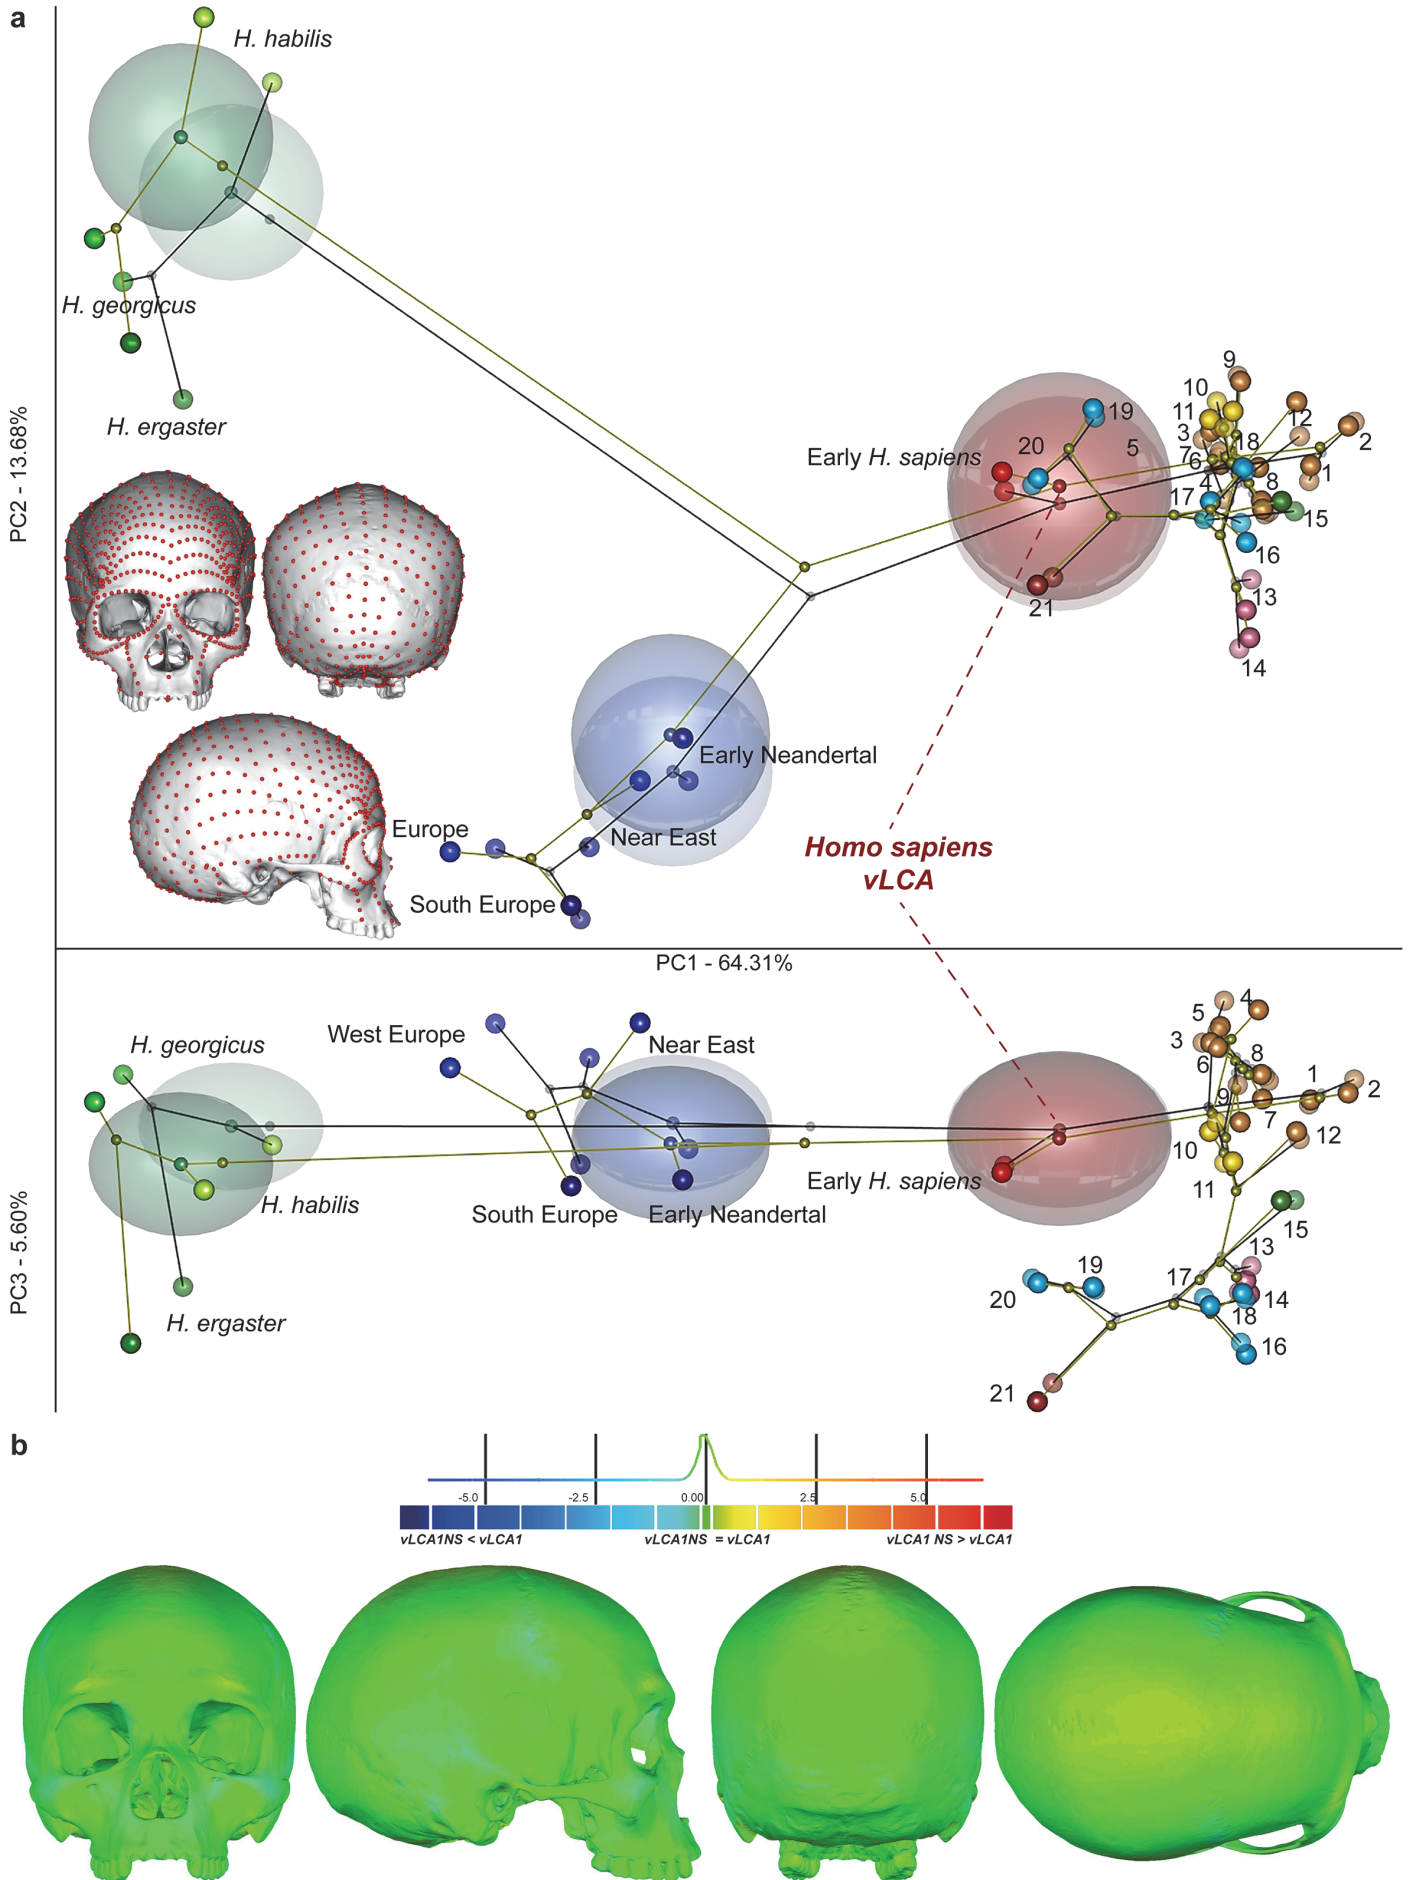 a
H. habilis
H. georgicus
H. ergaster
PC2 - 13.68%
9
10
11
12
19
3
18
2
20
5
7
Early H. sapiens
6
1
8
4
17
15
16
21
13
14
Early Neandertal
Near East
Europe
South Europe
Homo sapiens
vLCA
PC1 - 64.31%
PC3 - 5.60%
H. georgicus
West Europe
Near East
H. habilis
South Europe
Early Neandertal
Early H. sapiens
H. ergaster
5
4
3
8
6
1
2
9
7
10
12
11
15
13
17
19
20
14
18
16
21
b
-5.0 -2.5 0.00 2.5 5.0
vLCA1NS < vLCA1 vLCA1NS = vLCA1 vLCA1 NS > vLCA1